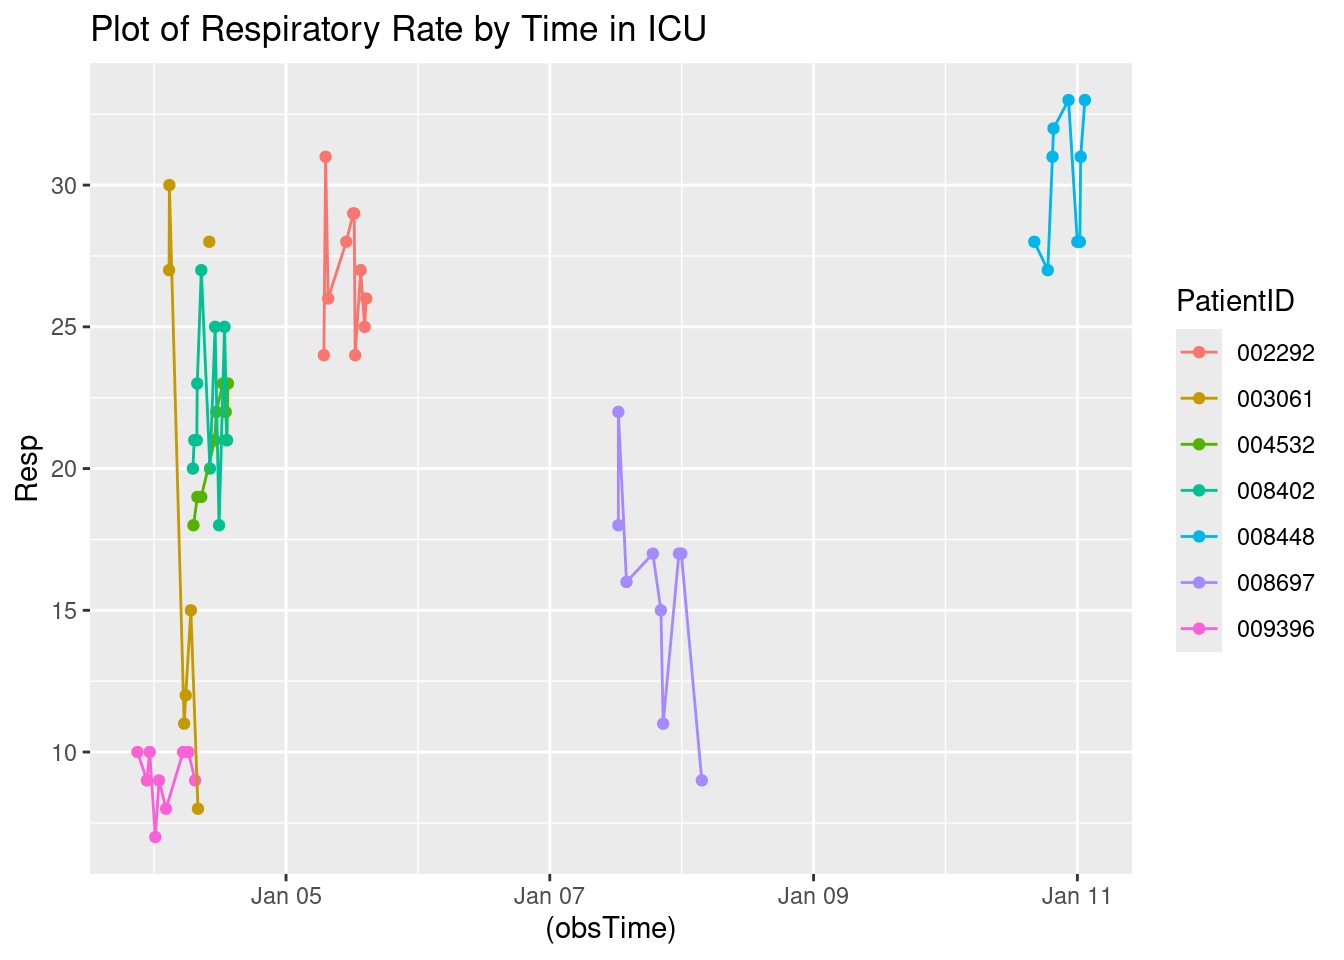 Plot of Respiratory Rate by Time in ICU
Resp
30
25
20
15
10
Jan 05
Jan 07
Jan 09
Jan 11
(obsTime)
PatientID
002292
003061
004532
008402
008448
008697
009396